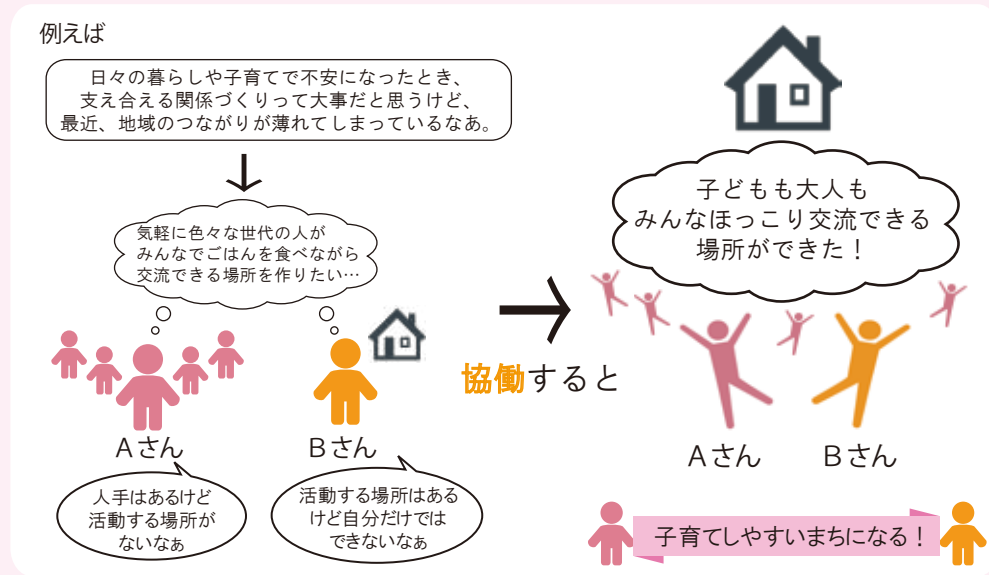 例えば
日々の暮らしや子育てで不安になったとき、
支え合える関係づくりって大事だと思うけど、
最近、地域のつながりが薄れてしまっているなあ。
気軽に色々な世代の人が
みんなでごはんを食べながら
交流できる場所を作りたい…
Aさん
Bさん
人手はあるけど
活動する場所が
ないなぁ
活動する場所はある
けど自分だけでは
できないなぁ
協働すると
子どもも大人も
みんなほっこり交流できる
場所ができた！
Aさん
Bさん
子育てしやすいまちになる！